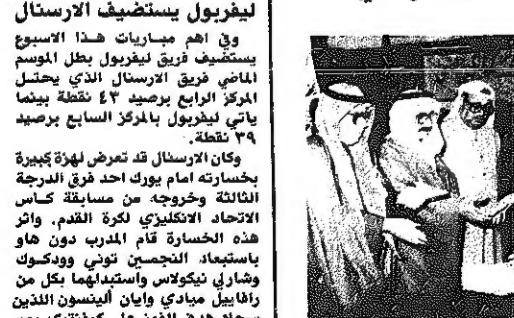 ليفربول يستضيف الارسنال
وفي اهم مباريات هذا الاسبوع
يستضيف فريق ليفربول بطل الموسم
الماضي فريق الارسنال الذي يحتل
المركز الرابع برصيد ٤٣ نقطة بينما
ياتي ليفربول بالمركز السابع برصيد
٣٩ نقطة.
وكان الارسنال قد تعرض لهزة كبيرة
بخسارته امام يورك احد فرق الدرجة
الثالثة وخروجه من مسابقة كاس
الاتحاد الانكليزي لكرة القدم. واثر
هذه الخسارة قام المدرب دون هاو
باستبعاد النجمين توني وودكوك
وشارلي نيكولاس واستبدلهما بكل من
رافاييل ميادي وايان ألينسون اللذين